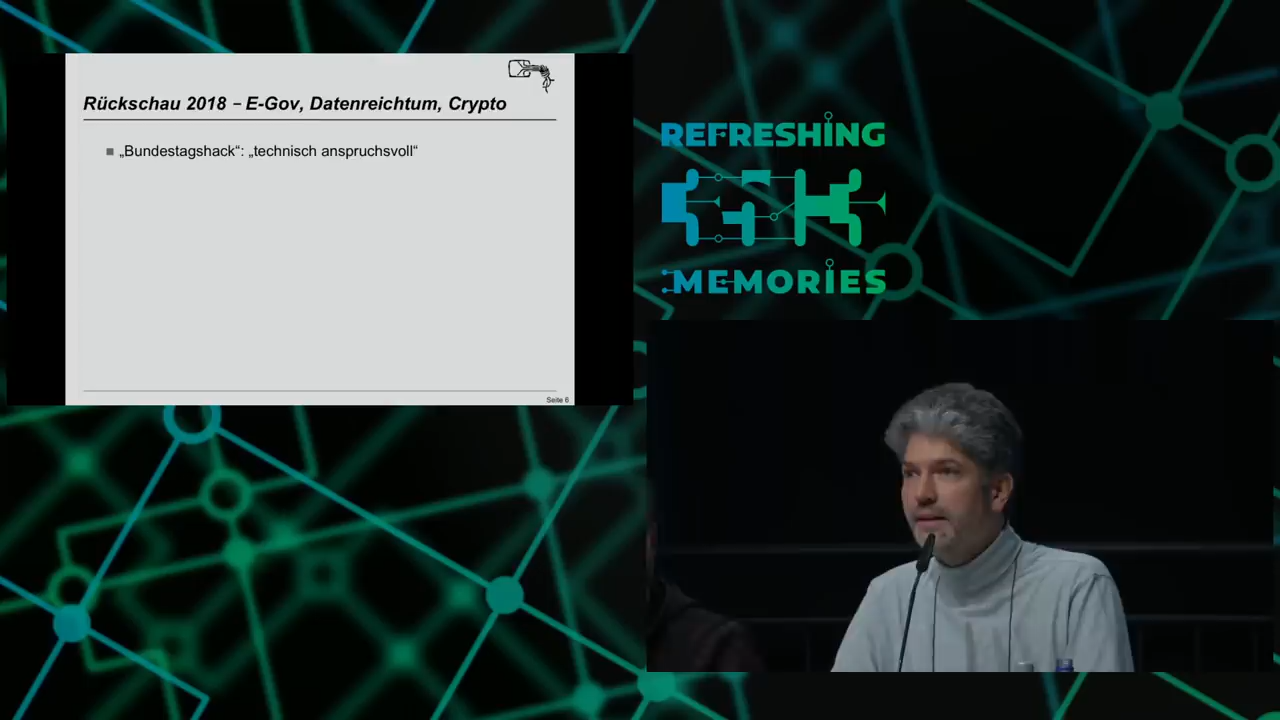 Rückschau 2018 – E-Gov, Datenreichtum, Crypto
„Bundestagshack“: „technisch anspruchsvoll“
Seite 6
REFRESHING
MEMORIES